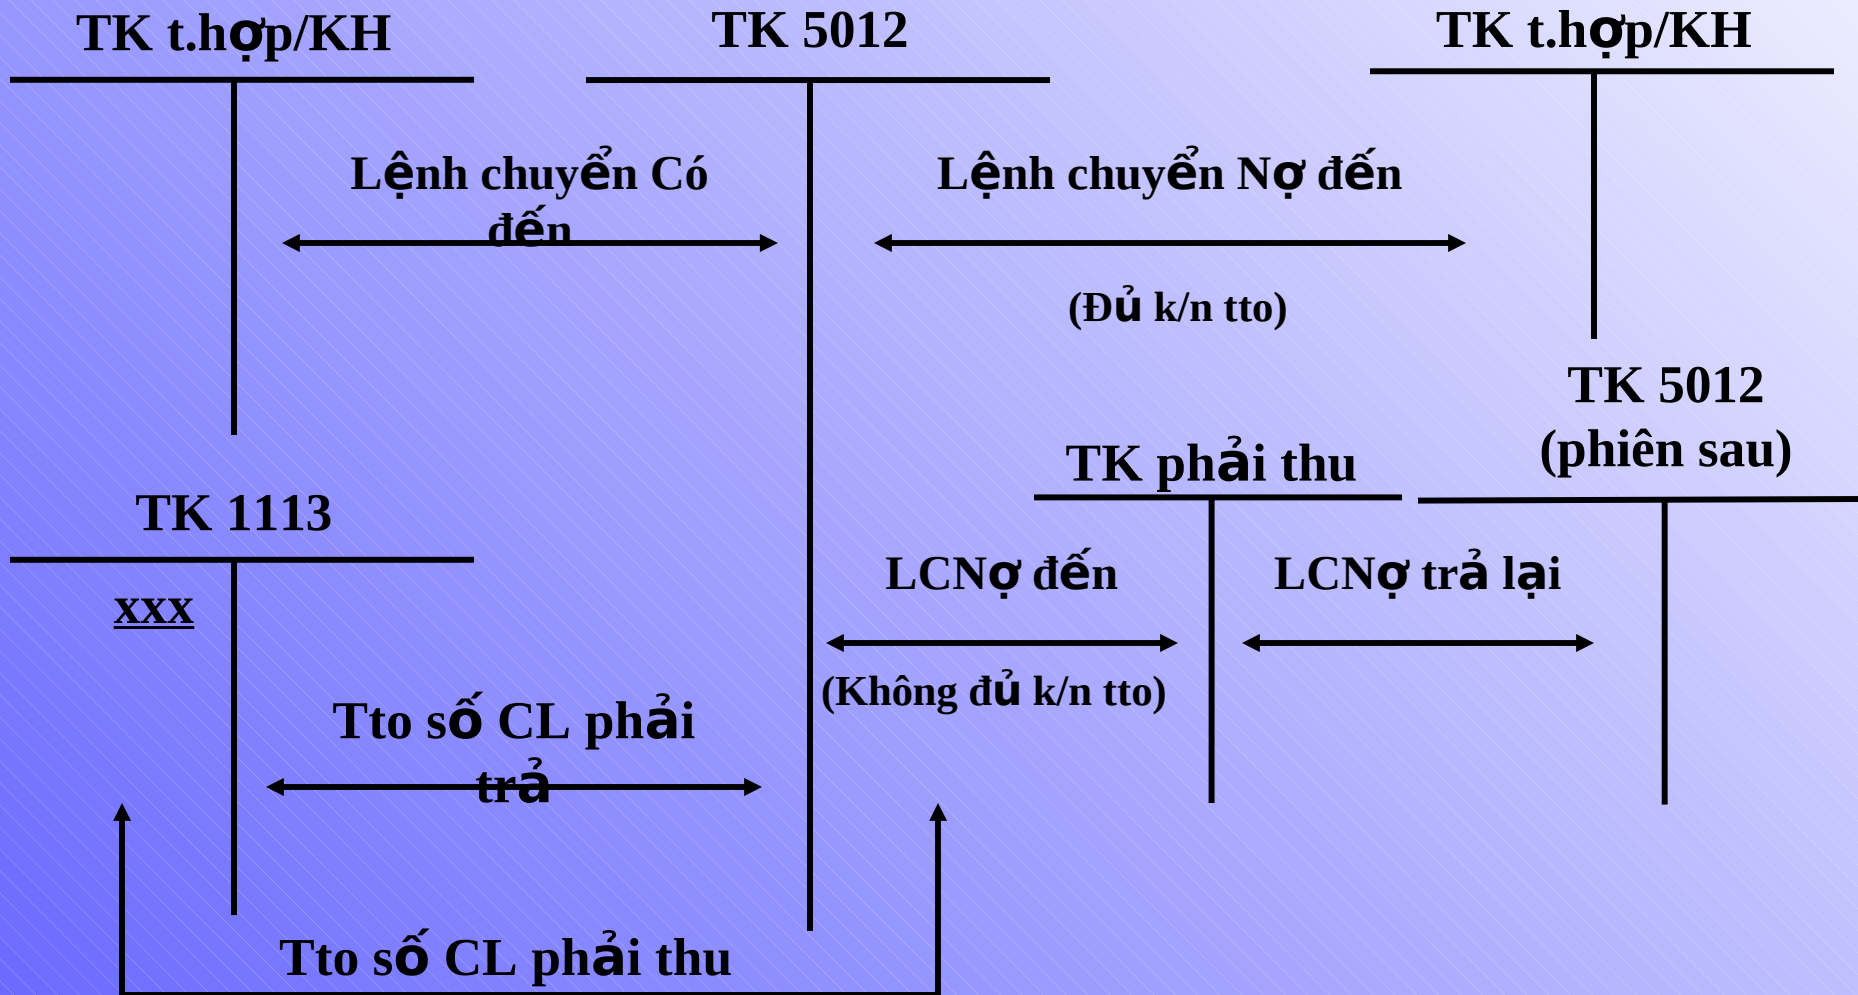 TK t.hợp/KH
TK 5012
TK t.hợp/KH
Lệnh chuyển Có
đến
Lệnh chuyển Nợ đến
(Đủ k/n tto)
TK 5012
(phiên sau)
TK phải thu
TK 1113
xxx
LCNợ đến
LCNợ trả lại
(Không đủ k/n tto)
Tto số CL phải
trả
Tto số CL phải thu